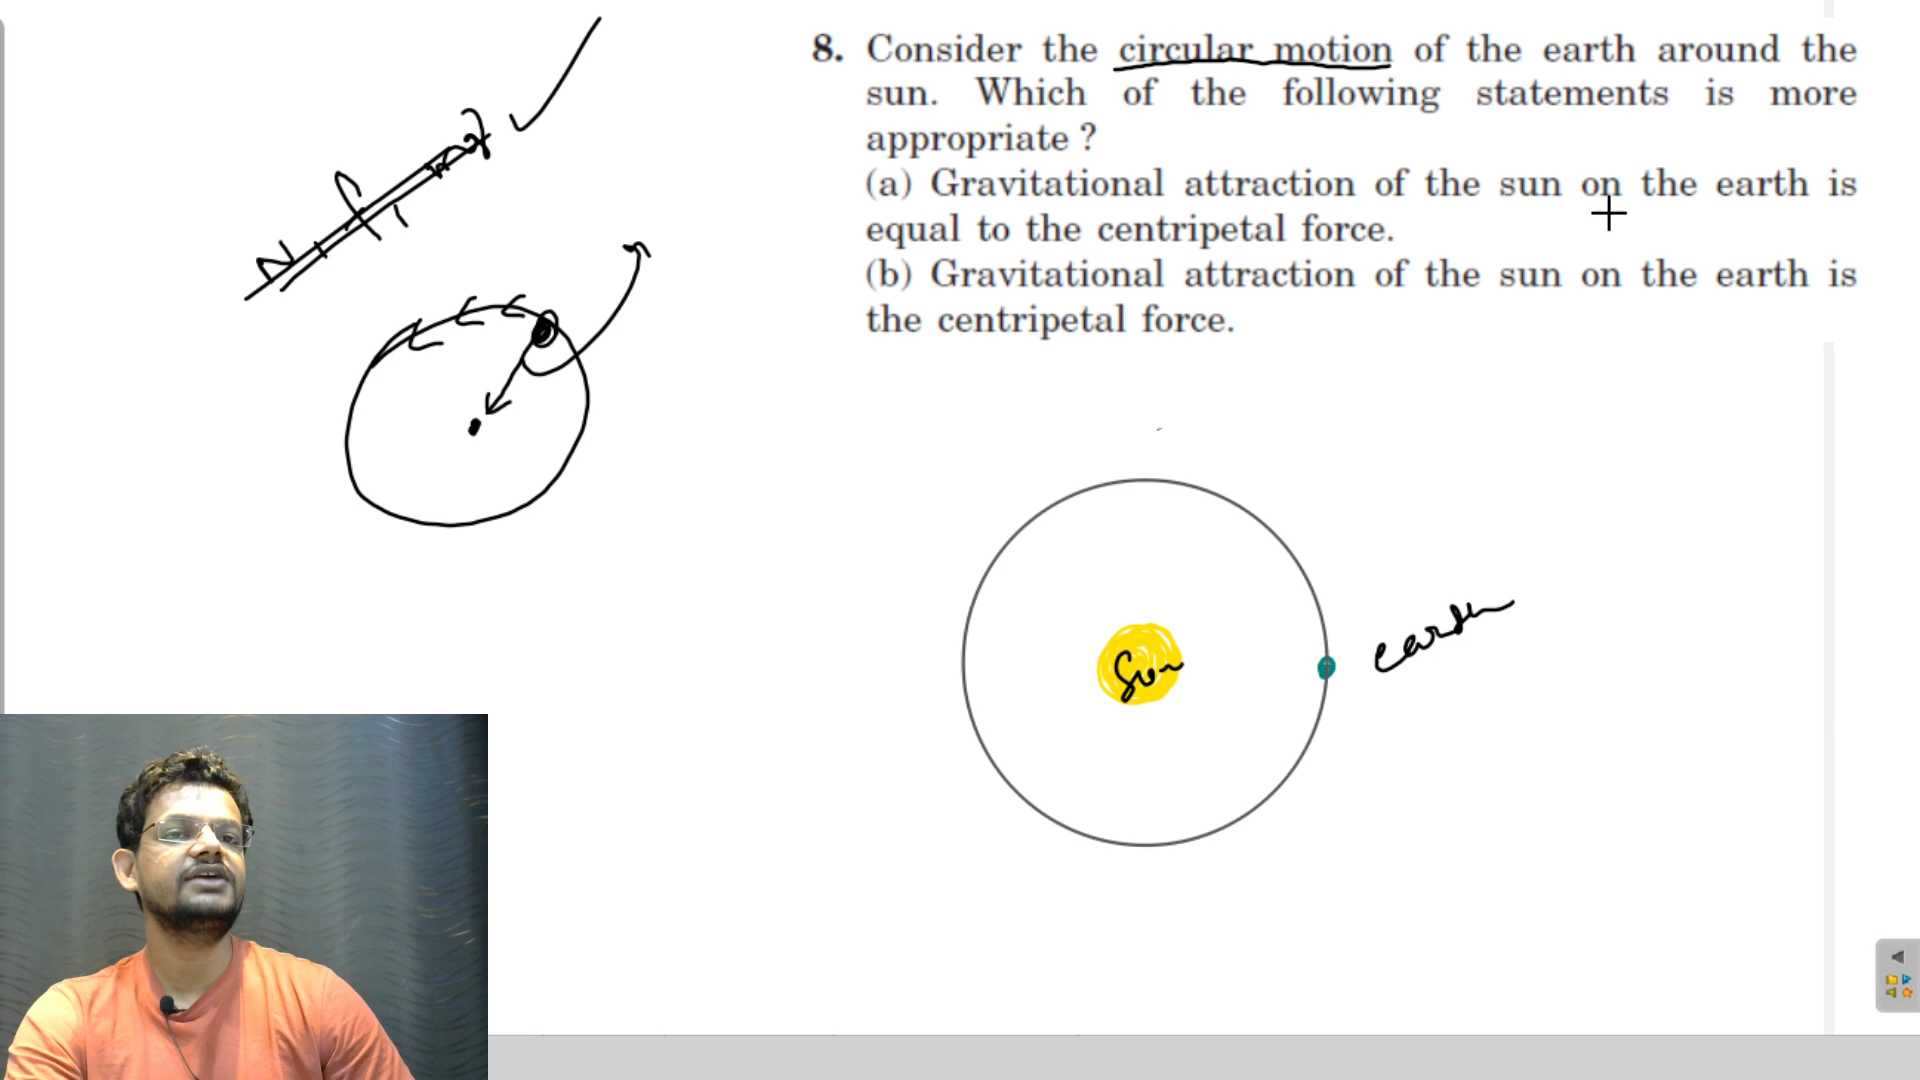 8. Consider the circular motion of the earth around the
sun. Which of the following statements is more
appropriate ?
(a) Gravitational attraction of the sun on the earth is
equal to the centripetal force.
(b) Gravitational attraction of the sun on the earth is
the centripetal force.
Sun
earth